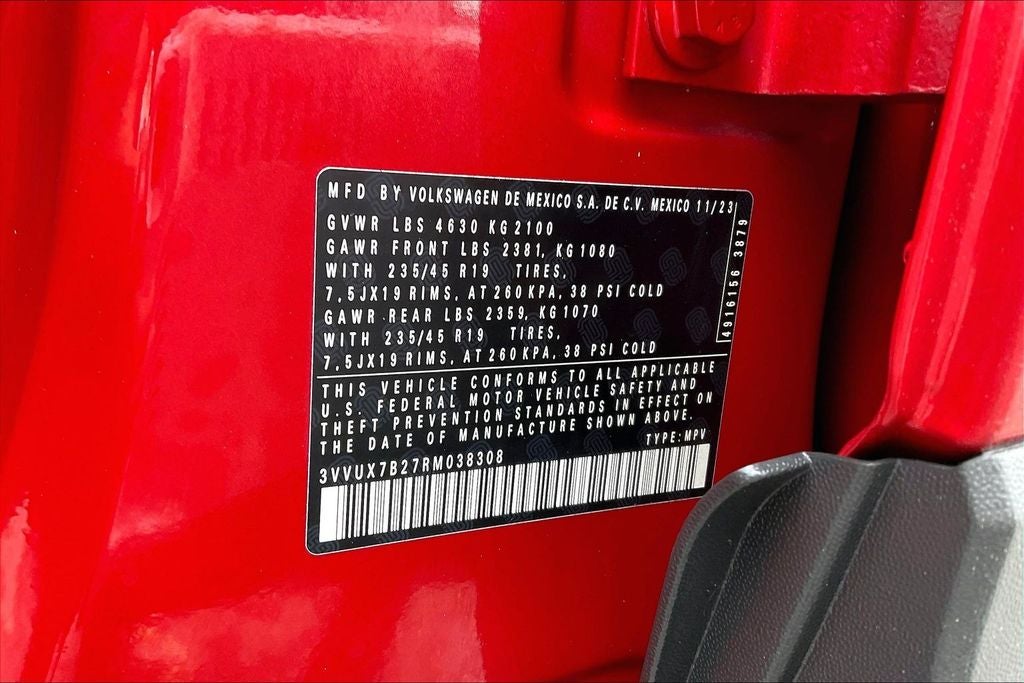 MFD BY VOLKSWAGEN DE MEXICO S.A. DE C.V. MEXICO 11/23
GVWR LBS 4630 KG 2100
GAWR FRONT LBS 2381, KG 1080
WITH 235/45 R19 TIRES,
7,5JX19 RIMS, AT 260 KPA, 38 PSI COLD
GAWR REAR LBS 2359, KG 1070
WITH 235/45 R19 TIRES,
7,5JX19 RIMS, AT 260 KPA, 38 PSI COLD
4916156 3879
THIS VEHICLE CONFORMS TO ALL APPLICABLE
U.S. FEDERAL MOTOR VEHICLE SAFETY AND
THEFT PREVENTION STANDARDS IN EFFECT ON
THE DATE OF MANUFACTURE SHOWN ABOVE.
TYPE: MPV
3VVUX7B27RM038308